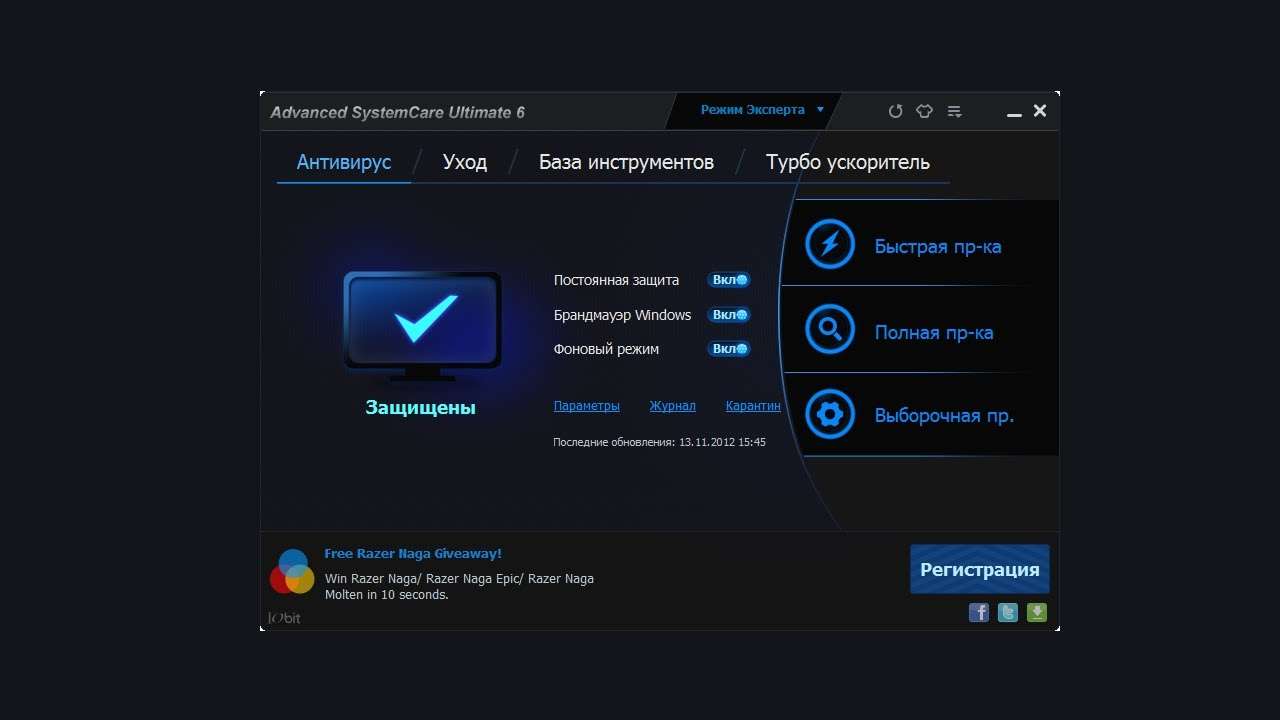 Advanced SystemCare Ultimate 6
Режим Эксперта
Антивирус
Уход
База инструментов
Турбо ускоритель
Постоянная защита Вкл
Брандмауэр Windows Вкл
Фоновый режим Вкл
Защищены
Параметры Журнал Карантин
Последние обновления: 13.11.2012 15:45
Быстрая пр-ка
Полная пр-ка
Выборочная пр.
Free Razer Naga Giveaway!
Win Razer Naga/ Razer Naga Epic/ Razer Naga
Molten in 10 seconds.
IObit
Регистрация
f t